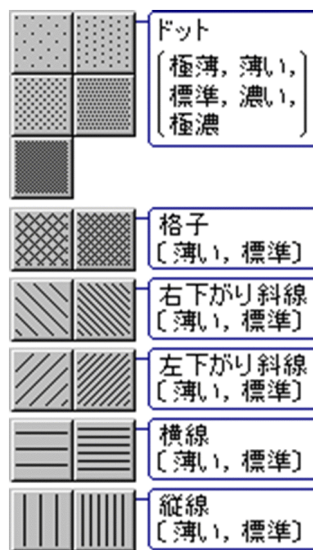 ドット
極薄, 薄い,
標準, 濃い,
極濃
格子
〔薄い, 標準〕
右下がり斜線
〔薄い, 標準〕
左下がり斜線
〔薄い, 標準〕
横線
〔薄い, 標準〕
縦線
〔薄い, 標準〕